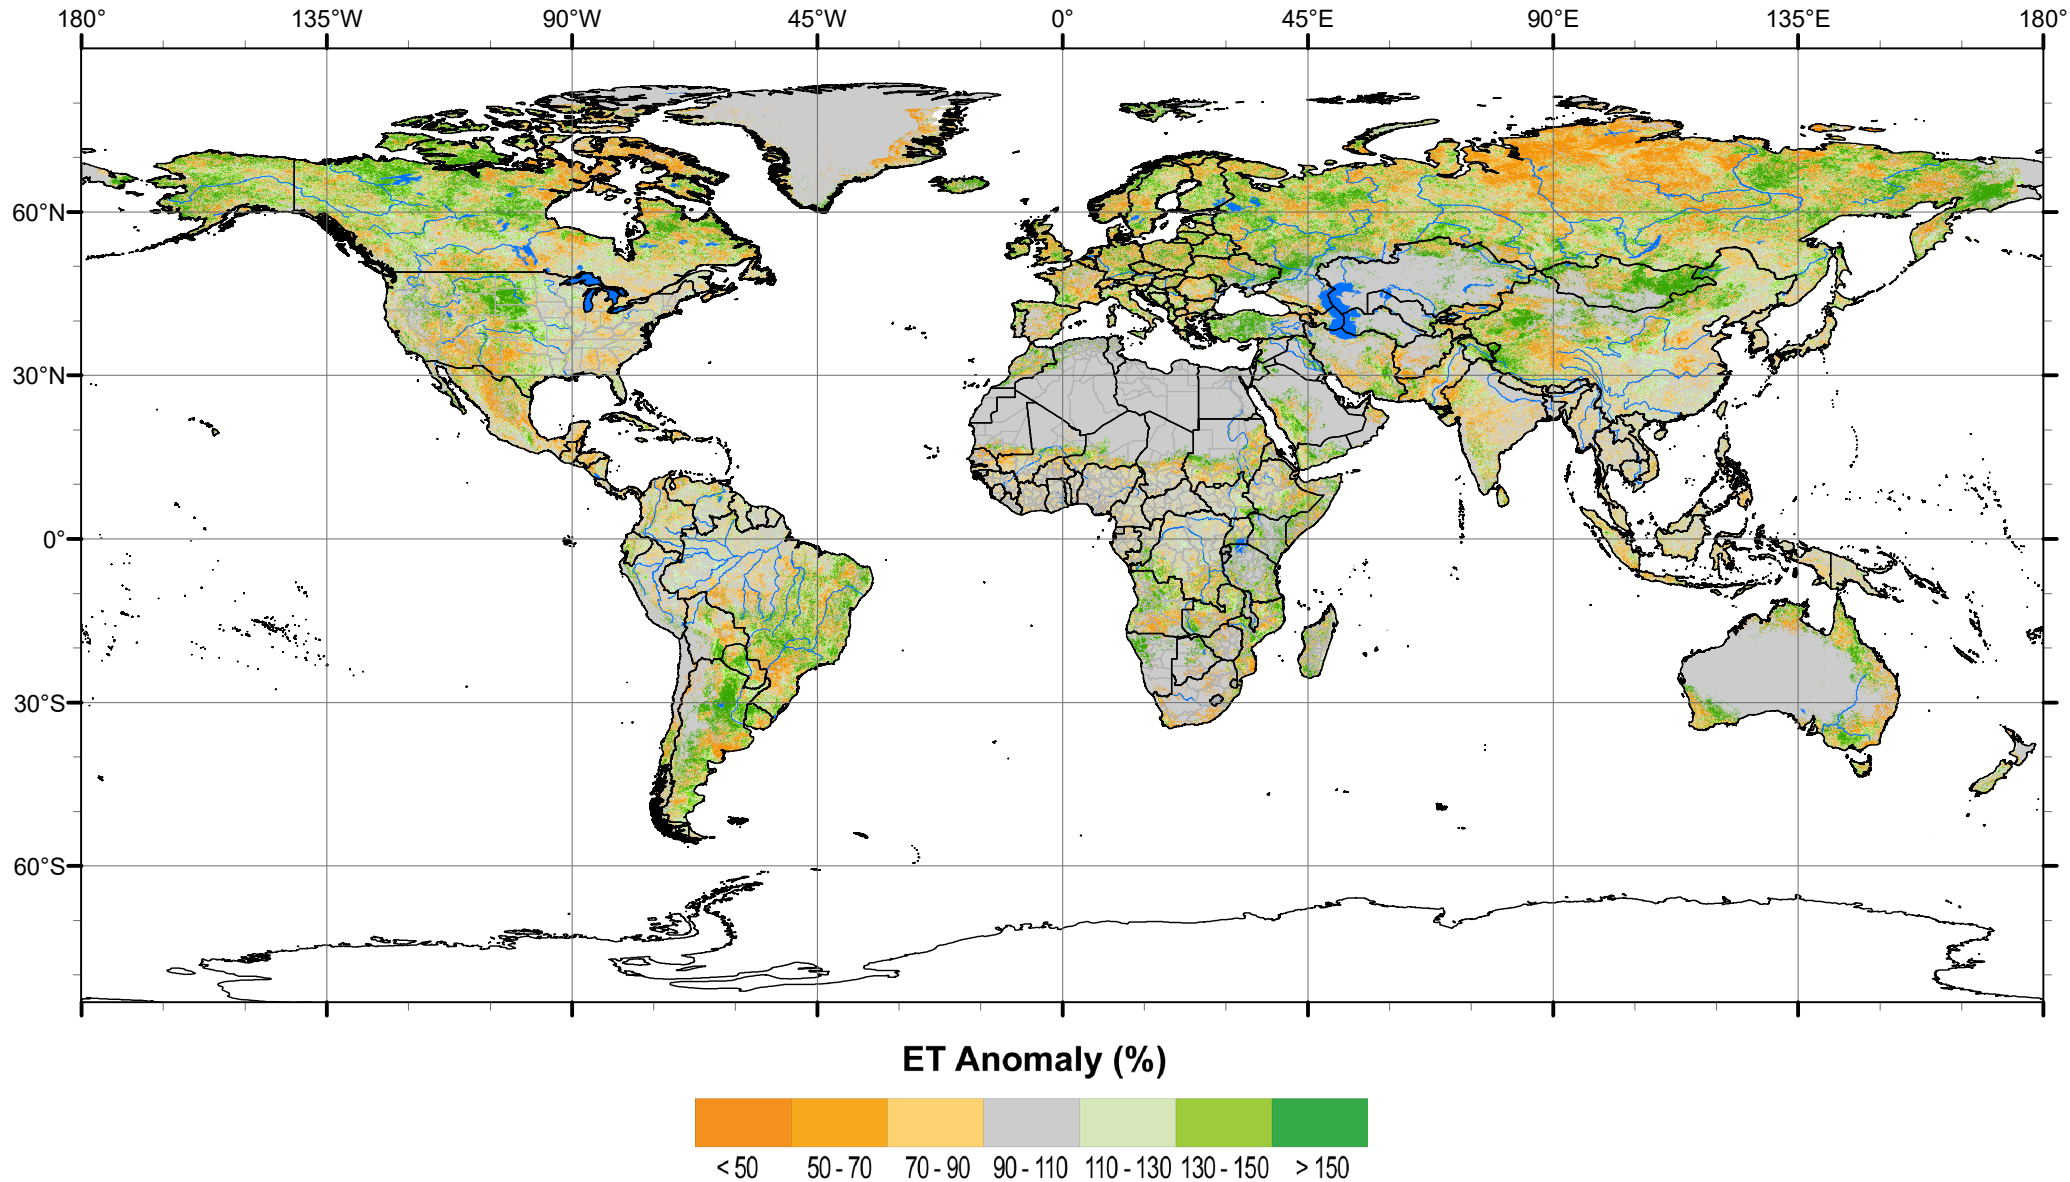 180° 135°W 90°W 45°W 0° 45°E 90°E 135°E 180°
60°N
30°N
0°
30°S
60°S
ET Anomaly (%)
< 50 50 - 70 70 - 90 90 - 110 110 - 130 130 - 150 > 150